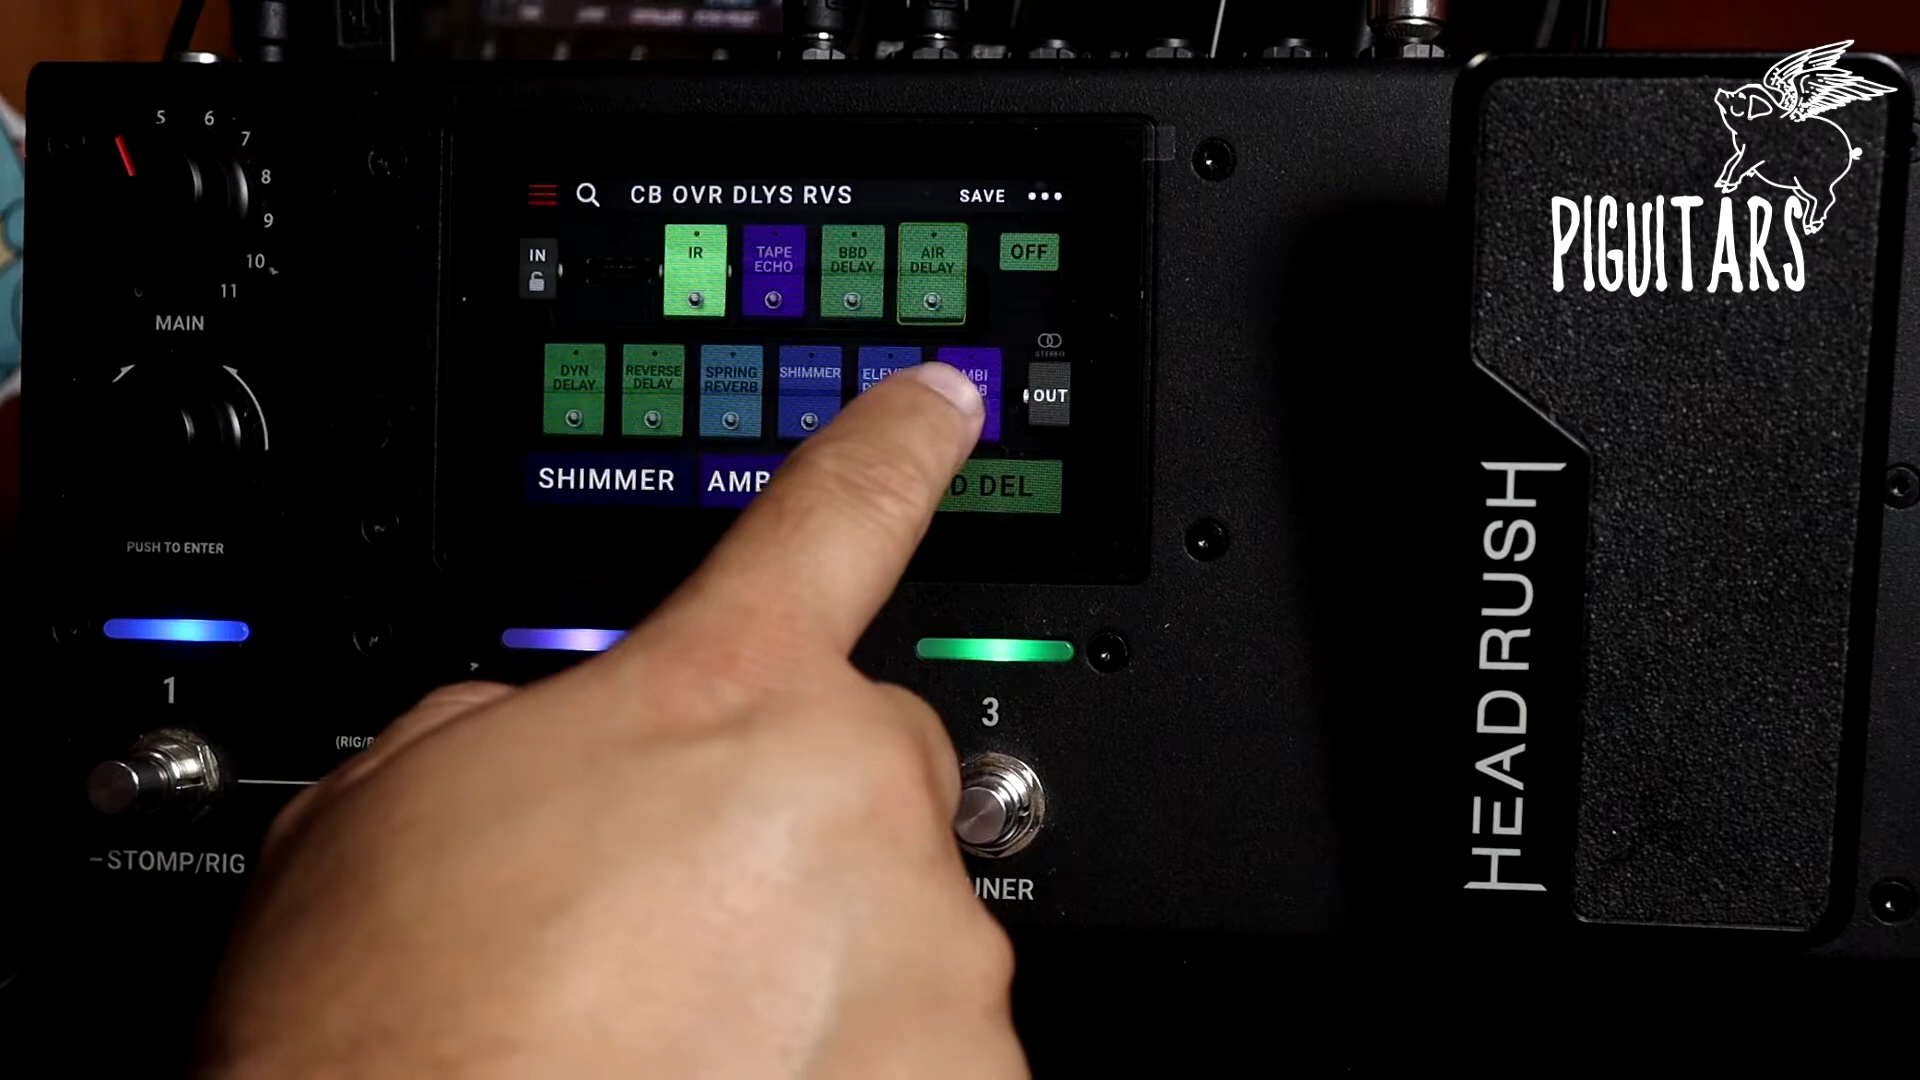 5 6 7 8 9 10 11
MAIN
PUSH TO ENTER
CB OVR DLYS RVS SAVE
IN
IR
TAPE ECHO
BBD DELAY
AIR DELAY
OFF
DYN DELAY
REVERSE DELAY
SPRING REVERB
SHIMMER
STEREO
OUT
SHIMMER
DEL
1
3
–STOMP/RIG
HEADRUSH
PIGUITARS